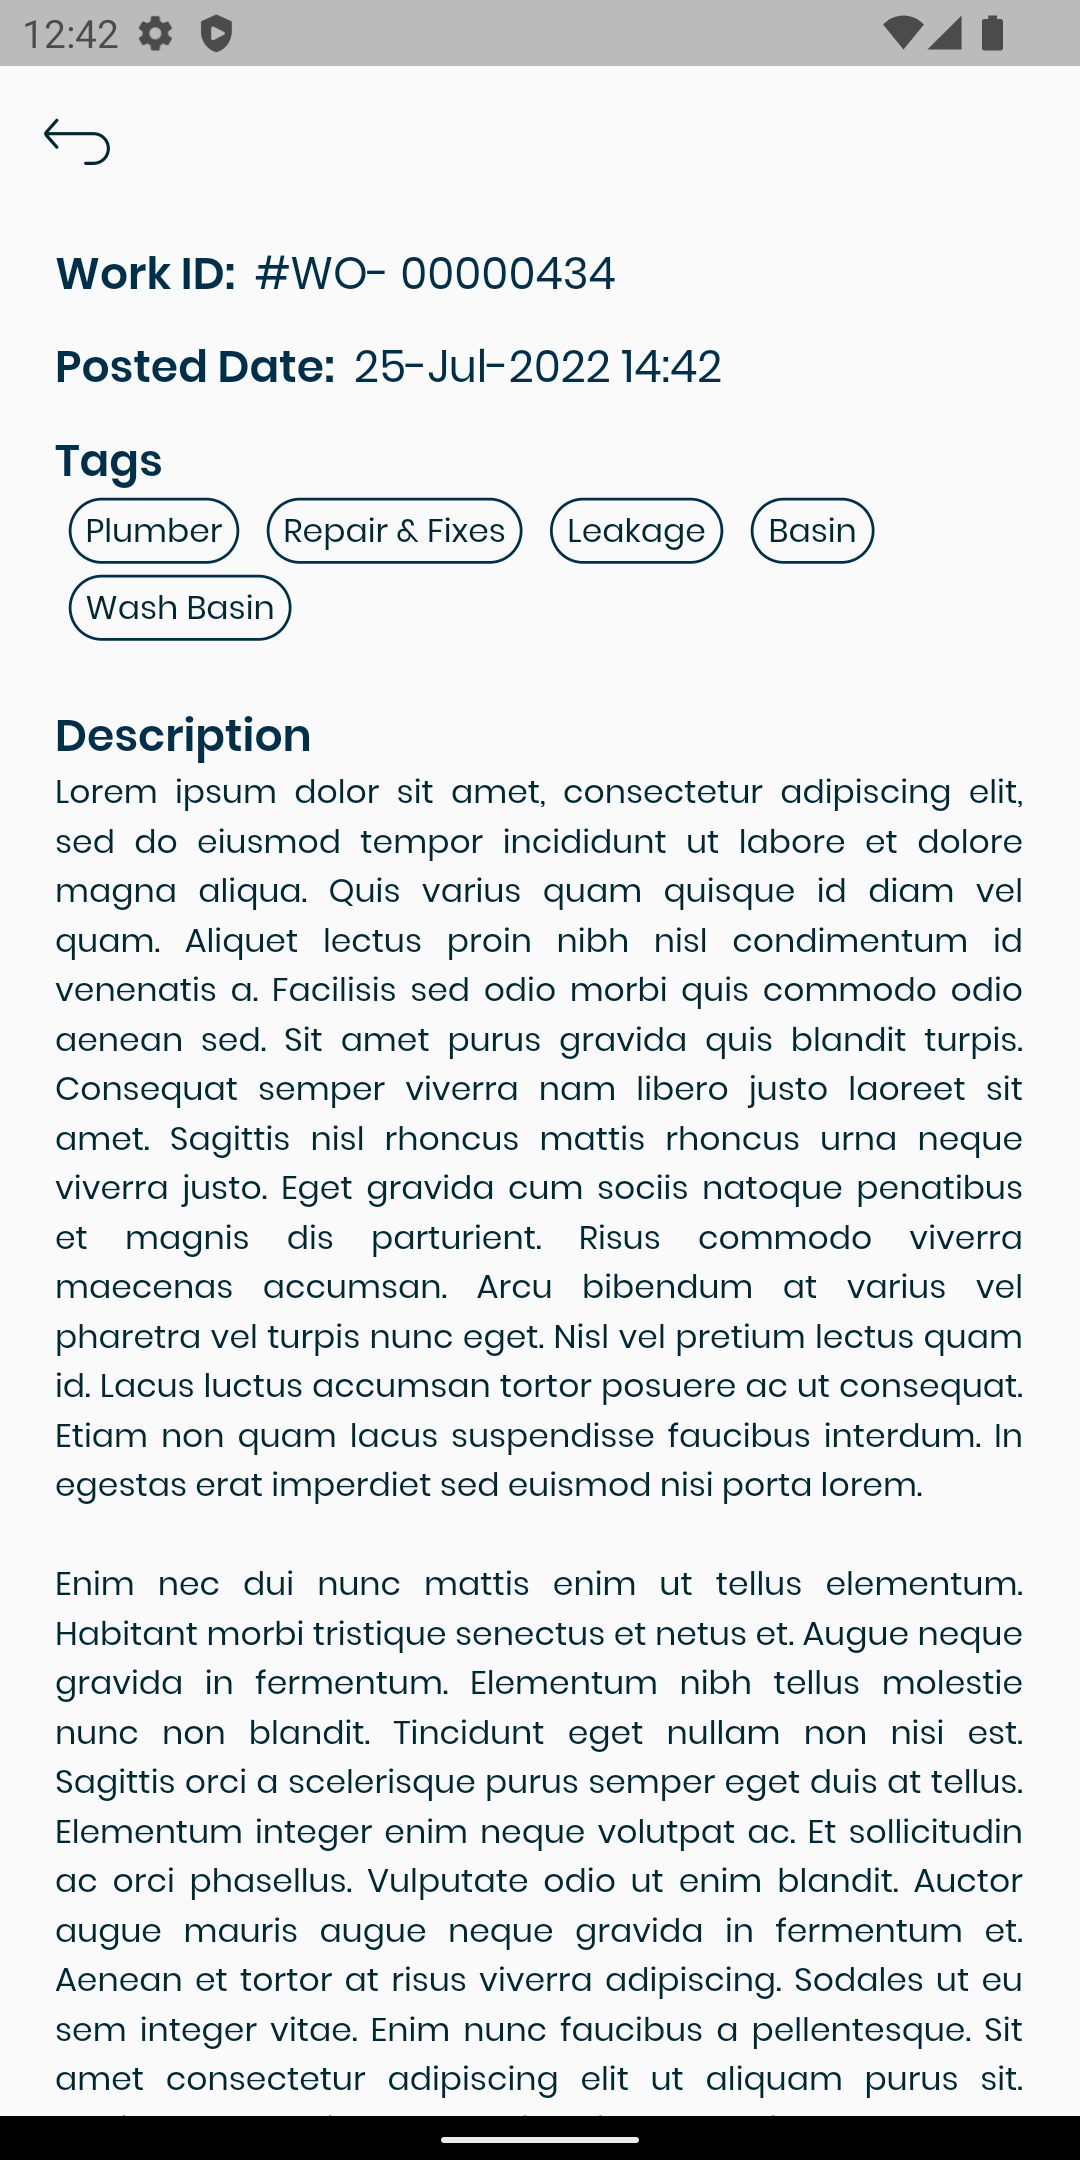 12:42
Work ID: #WO- 00000434
Posted Date: 25-Jul-2022 14:42
Tags
Plumber Repair & Fixes Leakage Basin
Wash Basin
Description
Lorem ipsum dolor sit amet, consectetur adipiscing elit,
sed do eiusmod tempor incididunt ut labore et dolore
magna aliqua. Quis varius quam quisque id diam vel
quam. Aliquet lectus proin nibh nisl condimentum id
venenatis a. Facilisis sed odio morbi quis commodo odio
aenean sed. Sit amet purus gravida quis blandit turpis.
Consequat semper viverra nam libero justo laoreet sit
amet. Sagittis nisl rhoncus mattis rhoncus urna neque
viverra justo. Eget gravida cum sociis natoque penatibus
et magnis dis parturient. Risus commodo viverra
maecenas accumsan. Arcu bibendum at varius vel
pharetra vel turpis nunc eget. Nisl vel pretium lectus quam
id. Lacus luctus accumsan tortor posuere ac ut consequat.
Etiam non quam lacus suspendisse faucibus interdum. In
egestas erat imperdiet sed euismod nisi porta lorem.
Enim nec dui nunc mattis enim ut tellus elementum.
Habitant morbi tristique senectus et netus et. Augue neque
gravida in fermentum. Elementum nibh tellus molestie
nunc non blandit. Tincidunt eget nullam non nisi est.
Sagittis orci a scelerisque purus semper eget duis at tellus.
Elementum integer enim neque volutpat ac. Et sollicitudin
ac orci phasellus. Vulputate odio ut enim blandit. Auctor
augue mauris augue neque gravida in fermentum et.
Aenean et tortor at risus viverra adipiscing. Sodales ut eu
sem integer vitae. Enim nunc faucibus a pellentesque. Sit
amet consectetur adipiscing elit ut aliquam purus sit.